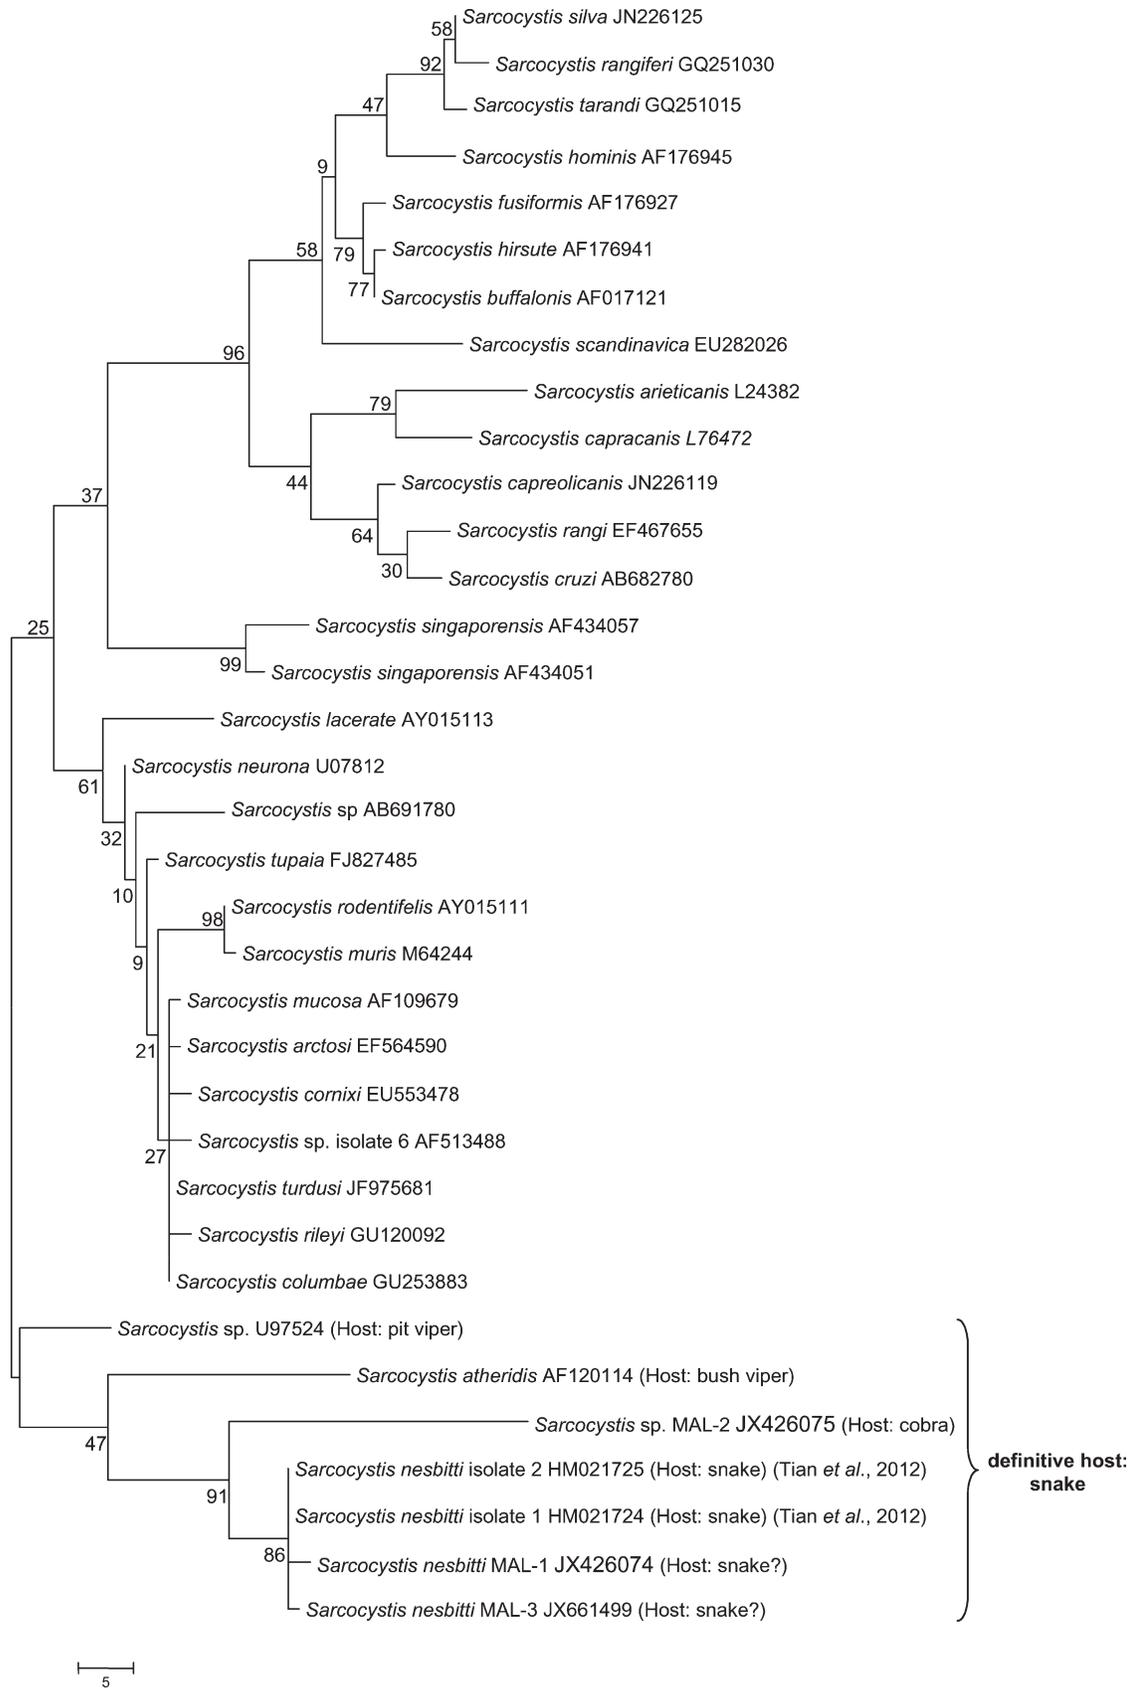 Sarcocystis silva JN226125
58
Sarcocystis rangiferi GQ251030
92
Sarcocystis tarandi GQ251015
47
Sarcocystis hominis AF176945
9
Sarcocystis fusiformis AF176927
58
Sarcocystis hirsute AF176941
79
77
Sarcocystis buffalonis AF017121
Sarcocystis scandinavica EU282026
96
Sarcocystis arieticanis L24382
79
Sarcocystis capracanis L76472
44
Sarcocystis capreolicanis JN226119
37
Sarcocystis rangi EF467655
64
30
Sarcocystis cruzi AB682780
Sarcocystis singaporensis AF434057
25
99
Sarcocystis singaporensis AF434051
Sarcocystis lacerate AY015113
Sarcocystis neurona U07812
61
Sarcocystis sp AB691780
32
Sarcocystis tupaia FJ827485
10
Sarcocystis rodentifelis AY015111
98
Sarcocystis muris M64244
9
Sarcocystis mucosa AF109679
Sarcocystis arctosi EF564590
21
Sarcocystis cornixi EU553478
Sarcocystis sp. isolate 6 AF513488
27
Sarcocystis turdusi JF975681
Sarcocystis rileyi GU120092
Sarcocystis columbae GU253883
Sarcocystis sp. U97524 (Host: pit viper)
Sarcocystis atheridis AF120114 (Host: bush viper)
Sarcocystis sp. MAL-2 JX426075 (Host: cobra)
47
Sarcocystis nesbitti isolate 2 HM021725 (Host: snake) (Tian et al., 2012)
definitive host:
snake
91
Sarcocystis nesbitti isolate 1 HM021724 (Host: snake) (Tian et al., 2012)
86
Sarcocystis nesbitti MAL-1 JX426074 (Host: snake?)
Sarcocystis nesbitti MAL-3 JX661499 (Host: snake?)
5